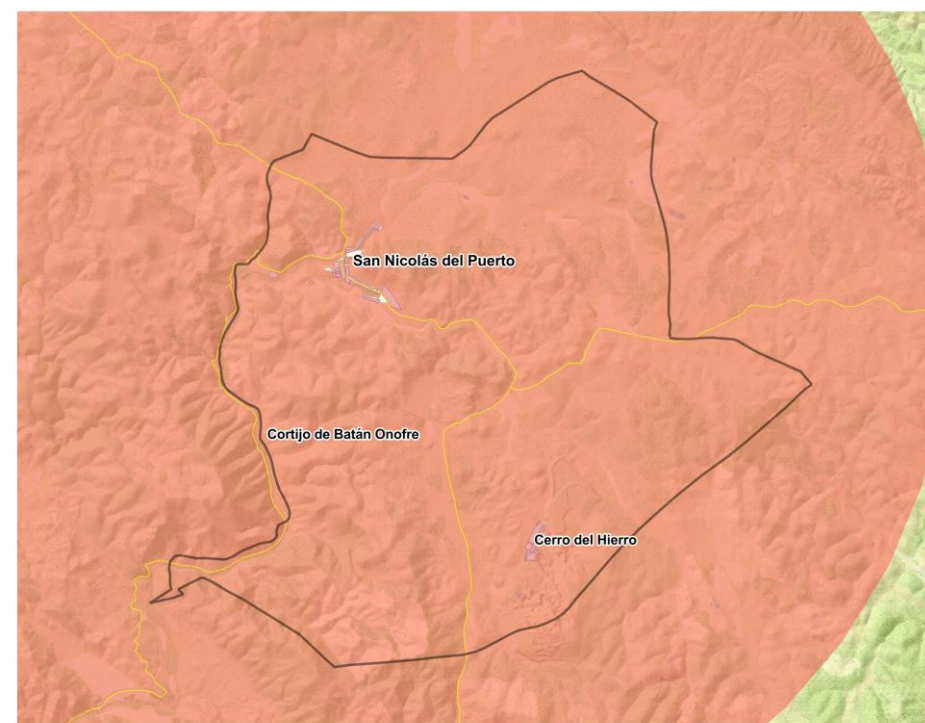 San Nicolás del Puerto
Cortijo de Batán Onofre
Cerro del Hierro